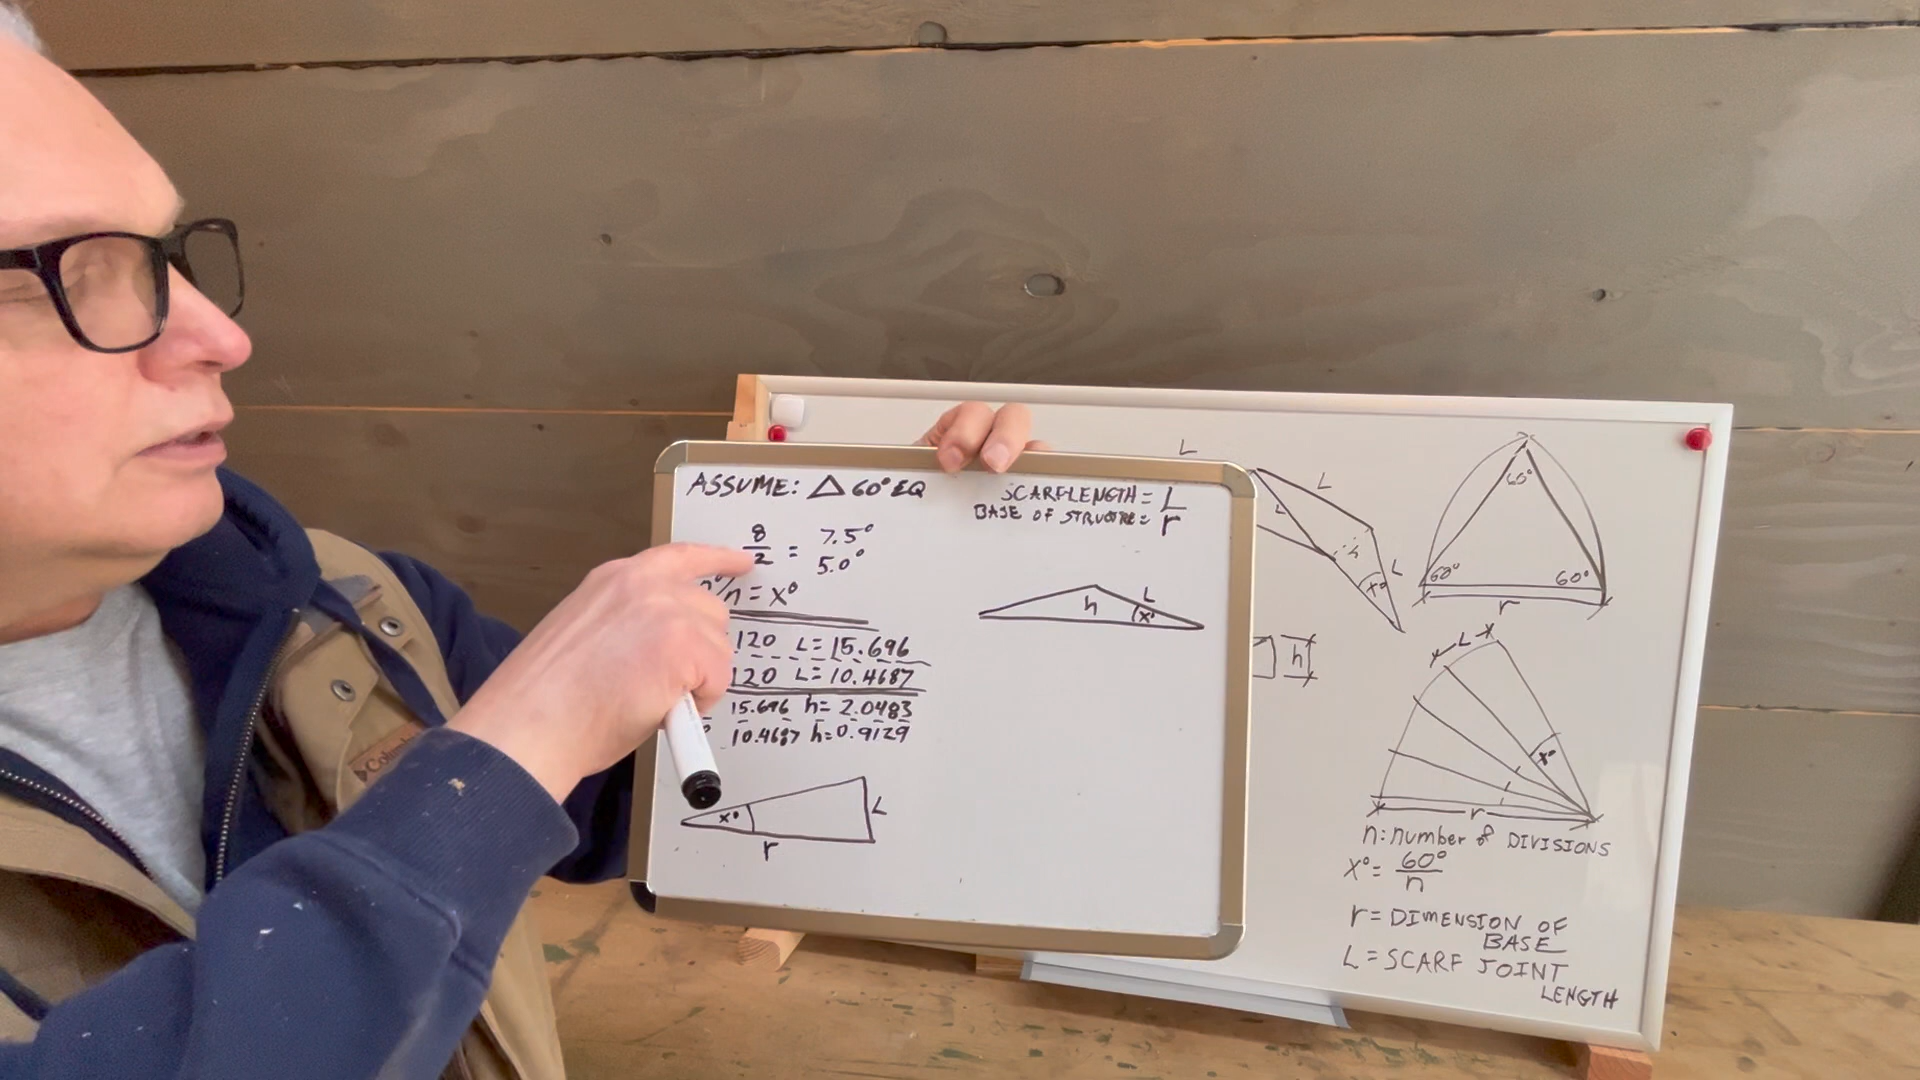 ASSUME: △ 60° EQ
8/2 = 7.5°
5.0°
°/n = X°
120 L = 15.696
120 L = 10.4687
15.696 h = 2.0483
10.4687 h = 0.9129
X°
L
r
SCARF LENGTH = L
BASE OF STRUCTRE = r
h
L
X°
L
L
L
h
L
X°
h
60°
60°
60°
r
L
X°
r
n: number of DIVISIONS
X° = 60°/n
r = DIMENSION OF
BASE
L = SCARF JOINT
LENGTH
Columbia